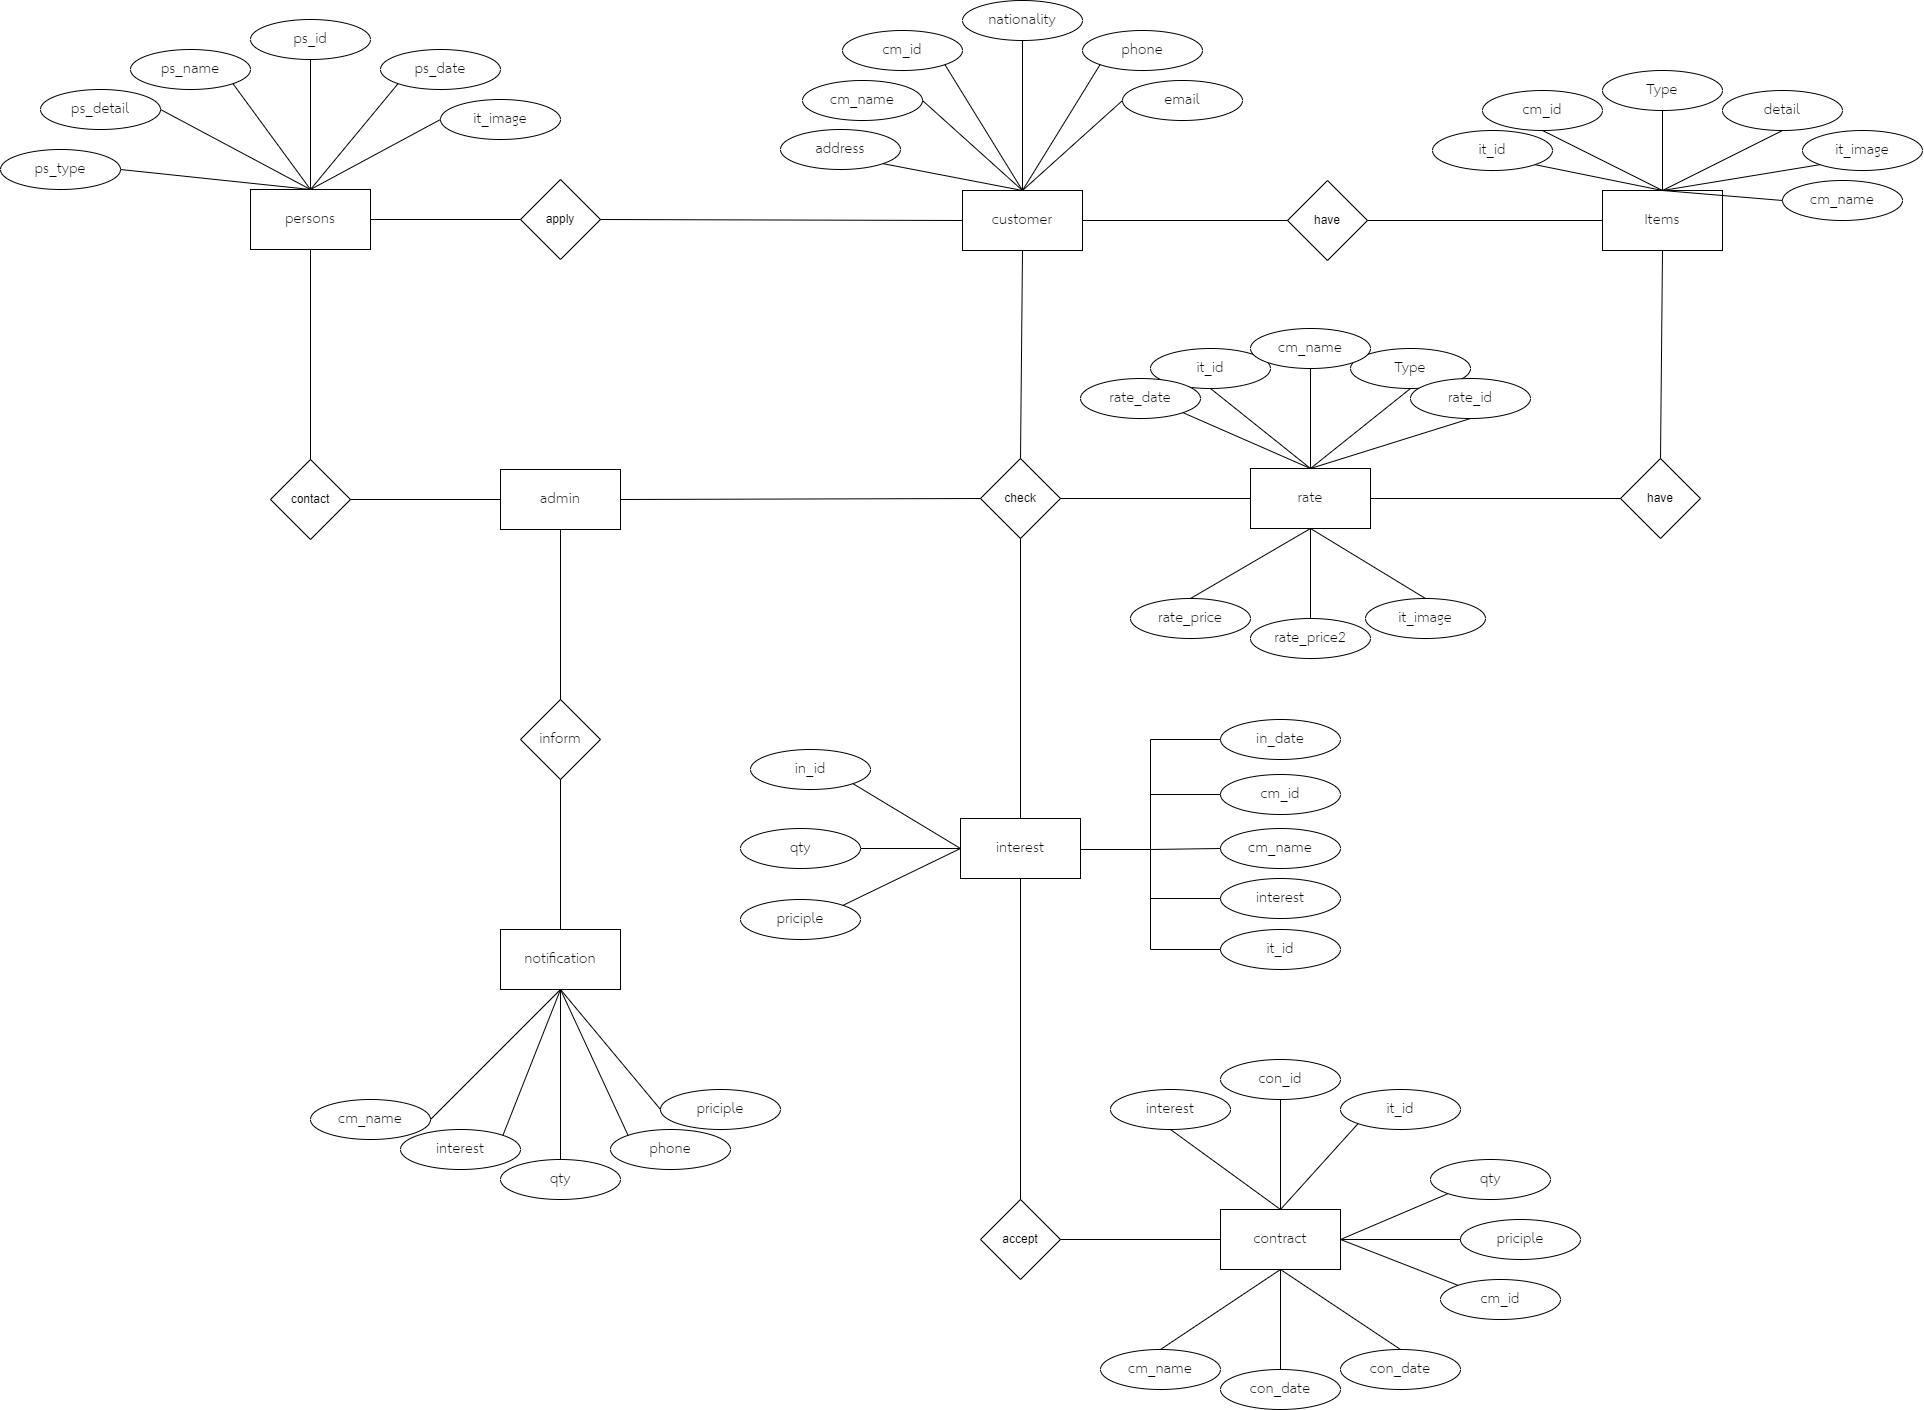 nationality
ps_id
cm_id
phone
ps_name
ps_date
Type
cm_name
email
ps_detail
it_image
cm_id
detail
address
it_id
it_image
ps_type
cm_name
persons
apply
customer
have
Items
cm_name
it_id
Type
rate_date
rate_id
contact
admin
check
rate
have
rate_price
rate_price2
it_image
inform
in_date
in_id
cm_id
qty
interest
cm_name
interest
priciple
it_id
notification
con_id
cm_name
priciple
interest
it_id
interest
phone
qty
qty
accept
contract
priciple
cm_id
cm_name
con_date
con_date